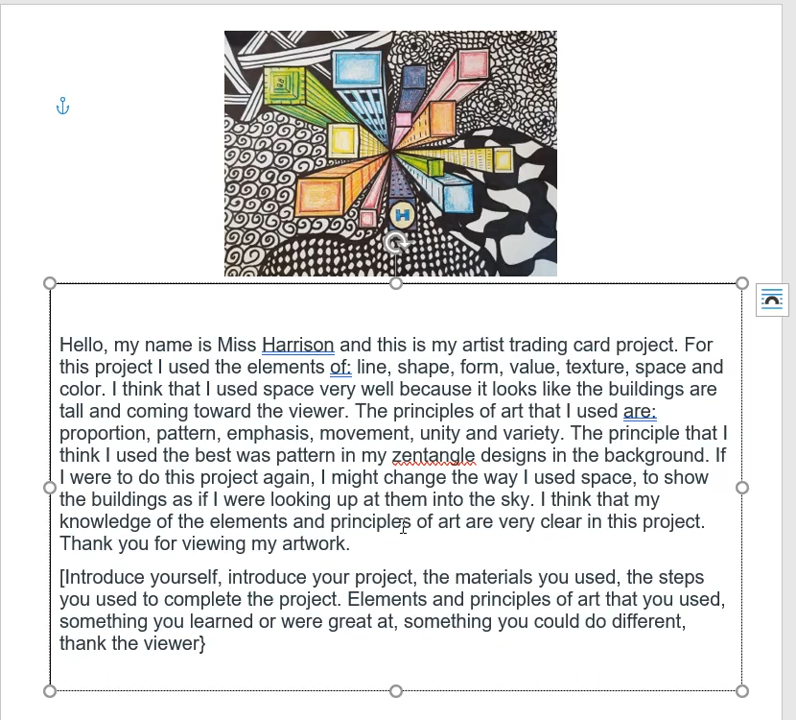 H
Hello, my name is Miss Harrison and this is my artist trading card project. For
this project I used the elements of: line, shape, form, value, texture, space and
color. I think that I used space very well because it looks like the buildings are
tall and coming toward the viewer. The principles of art that I used are:
proportion, pattern, emphasis, movement, unity and variety. The principle that I
think I used the best was pattern in my zentangle designs in the background. If
I were to do this project again, I might change the way I used space, to show
the buildings as if I were looking up at them into the sky. I think that my
knowledge of the elements and principles of art are very clear in this project.
Thank you for viewing my artwork.
[Introduce yourself, introduce your project, the materials you used, the steps
you used to complete the project. Elements and principles of art that you used,
something you learned or were great at, something you could do different,
thank the viewer}